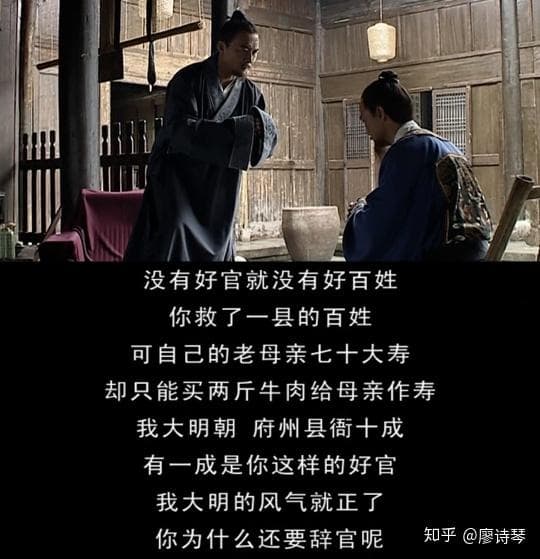 没有好官就没有好百姓
你救了一县的百姓
可自己的老母亲七十大寿
却只能买两斤牛肉给母亲作寿
我大明朝 府州县衙十成
有一成是你这样的好官
我大明的风气就正了
你为什么还要辞官呢
知乎 @廖诗琴